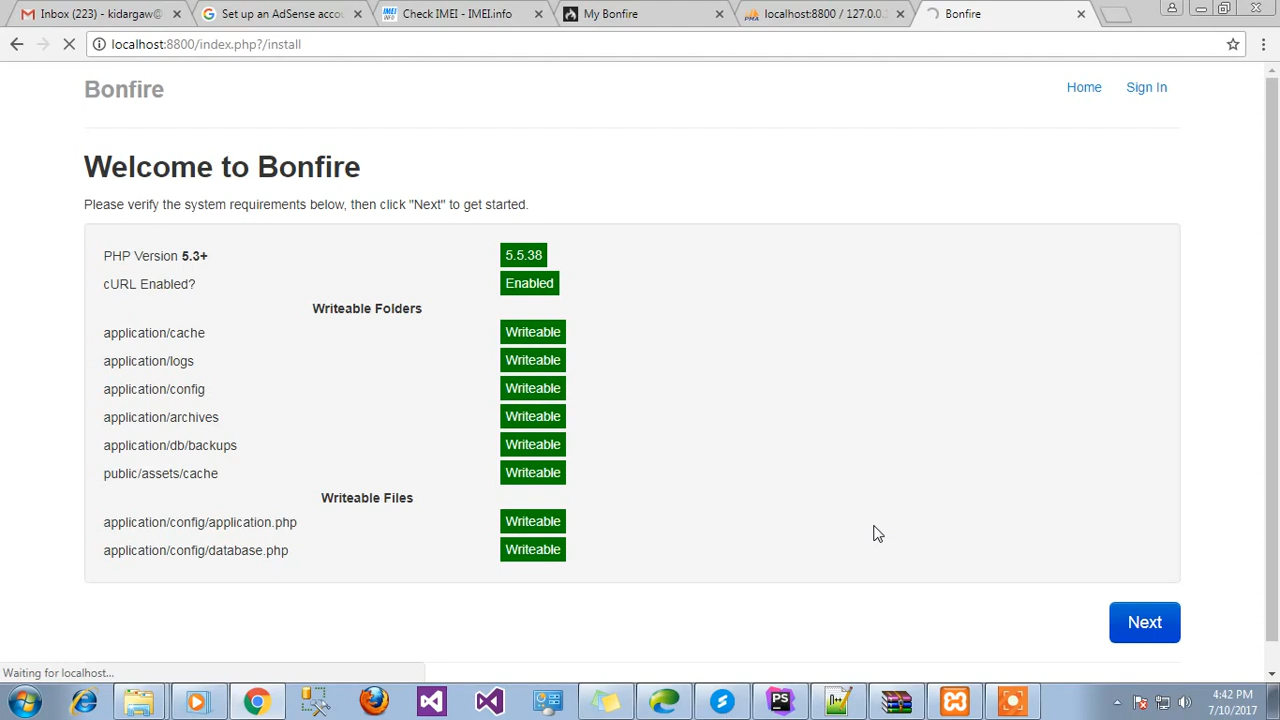 Inbox (223) - kidargaw@
Set up an AdSense accou
Check IMEI - IMEI.info
My Bonfire
localhost:8800 / 127.0.0.
Bonfire
localhost:8800/index.php?/install
Bonfire
Home
Sign In
Welcome to Bonfire
Please verify the system requirements below, then click "Next" to get started.
PHP Version 5.3+ 5.5.38
cURL Enabled? Enabled
Writeable Folders
application/cache Writeable
application/logs Writeable
application/config Writeable
application/archives Writeable
application/db/backups Writeable
public/assets/cache Writeable
Writeable Files
application/config/application.php Writeable
application/config/database.php Writeable
Next
Waiting for localhost...
4:42 PM
7/10/2017